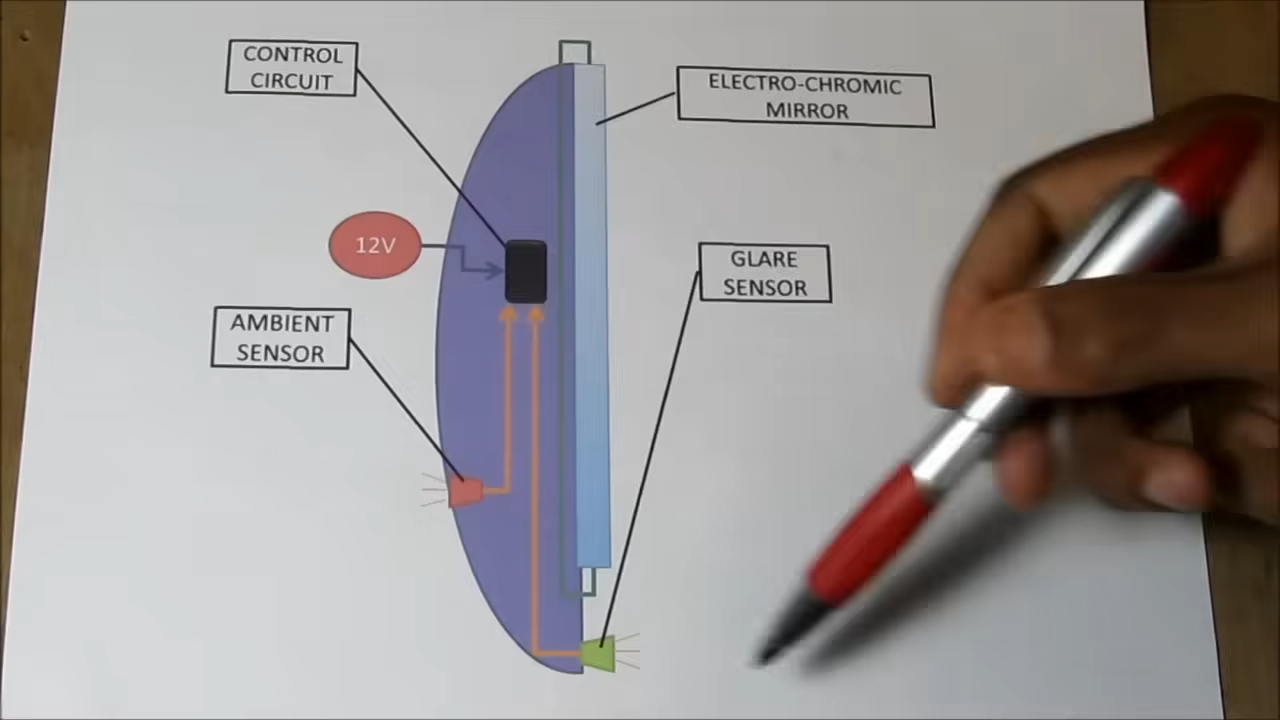 CONTROL
CIRCUIT
ELECTRO-CHROMIC
MIRROR
12V
GLARE
SENSOR
AMBIENT
SENSOR